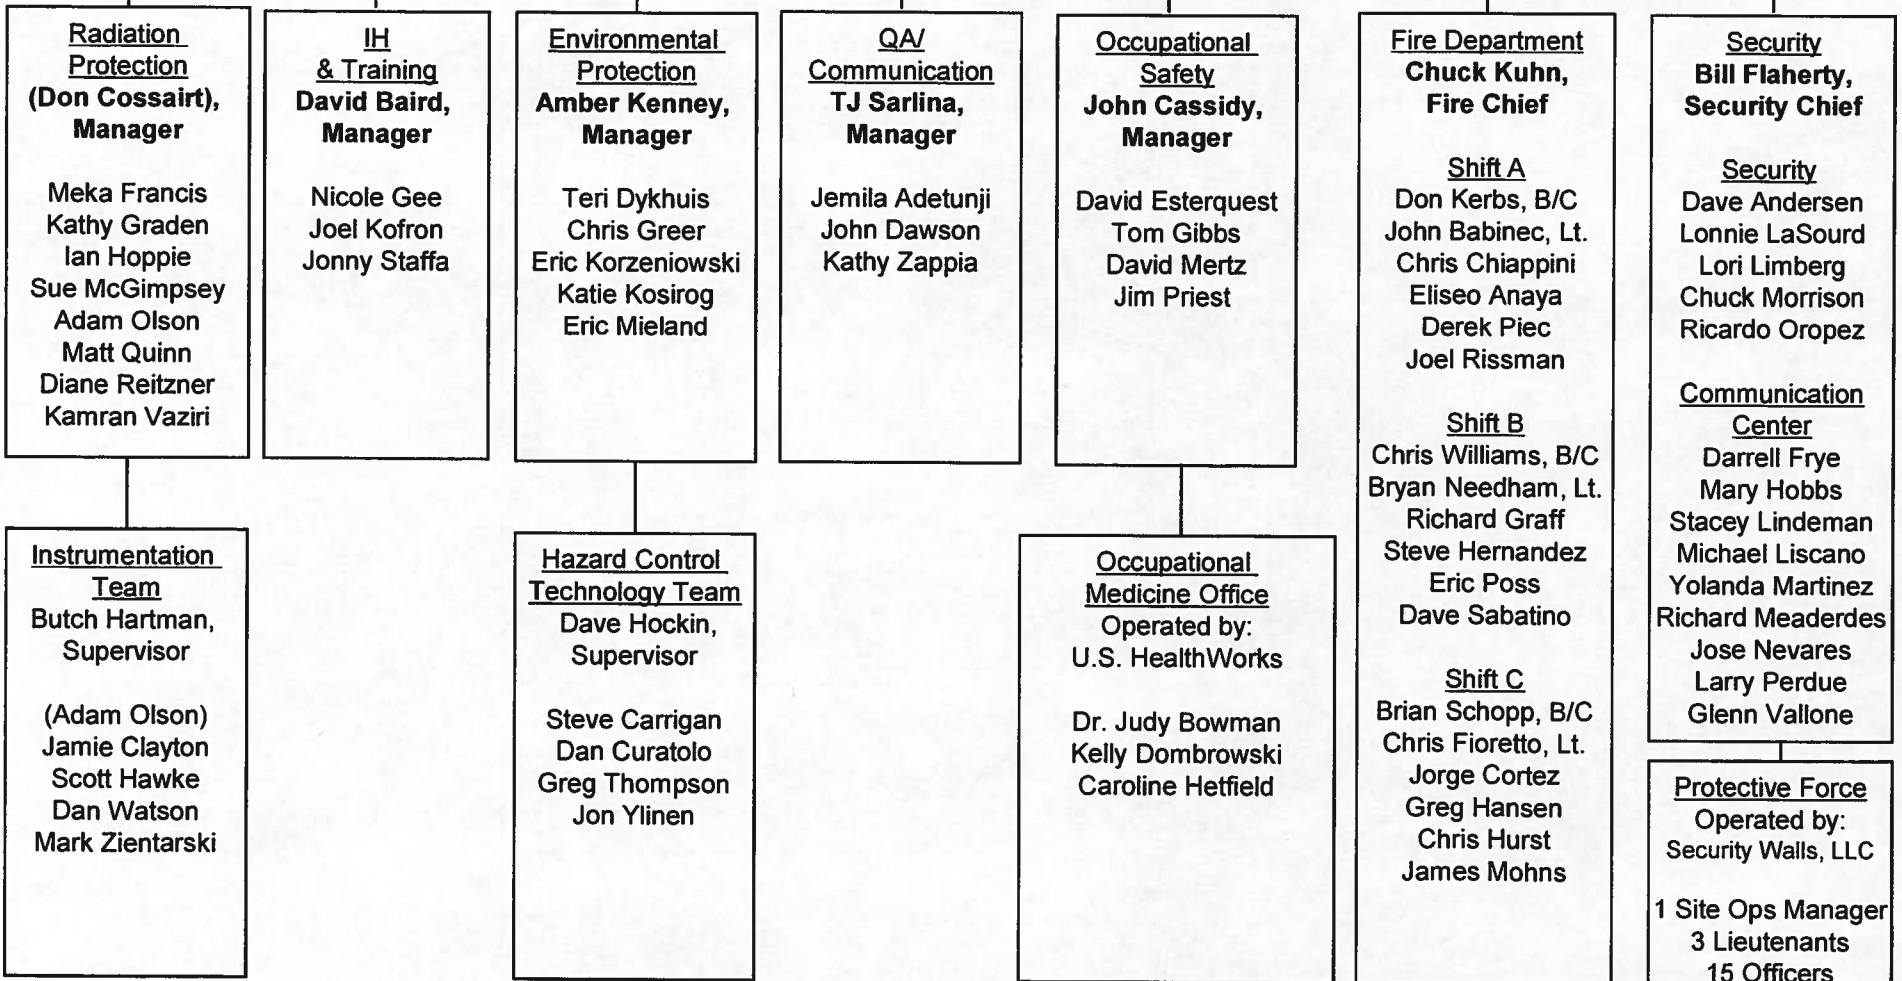 Radiation
Protection
(Don Cossairt),
Manager
Meka Francis
Kathy Graden
Ian Hoppie
Sue McGimpsey
Adam Olson
Matt Quinn
Diane Reitzner
Kamran Vaziri
Instrumentation
Team
Butch Hartman,
Supervisor
(Adam Olson)
Jamie Clayton
Scott Hawke
Dan Watson
Mark Zientarski
IH
& Training
David Baird,
Manager
Nicole Gee
Joel Kofron
Jonny Staffa
Environmental
Protection
Amber Kenney,
Manager
Teri Dykhuis
Chris Greer
Eric Korzeniowski
Katie Kosirog
Eric Mieland
Hazard Control
Technology Team
Dave Hockin,
Supervisor
Steve Carrigan
Dan Curatolo
Greg Thompson
Jon Ylinen
QA/
Communication
TJ Sarlina,
Manager
Jemila Adetunji
John Dawson
Kathy Zappia
Occupational
Safety
John Cassidy,
Manager
David Esterquest
Tom Gibbs
David Mertz
Jim Priest
Occupational
Medicine Office
Operated by:
U.S. HealthWorks
Dr. Judy Bowman
Kelly Dombrowski
Caroline Hetfield
Fire Department
Chuck Kuhn,
Fire Chief
Shift A
Don Kerbs, B/C
John Babinec, Lt.
Chris Chiappini
Eliseo Anaya
Derek Piec
Joel Rissman
Shift B
Chris Williams, B/C
Bryan Needham, Lt.
Richard Graff
Steve Hernandez
Eric Poss
Dave Sabatino
Shift C
Brian Schopp, B/C
Chris Fioretto, Lt.
Jorge Cortez
Greg Hansen
Chris Hurst
James Mohns
Security
Bill Flaherty,
Security Chief
Security
Dave Andersen
Lonnie LaSourd
Lori Limberg
Chuck Morrison
Ricardo Oropez
Communication
Center
Darrell Frye
Mary Hobbs
Stacey Lindeman
Michael Liscano
Yolanda Martinez
Richard Meaderdes
Jose Nevares
Larry Perdue
Glenn Vallone
Protective Force
Operated by:
Security Walls, LLC
1 Site Ops Manager
3 Lieutenants
15 Officers